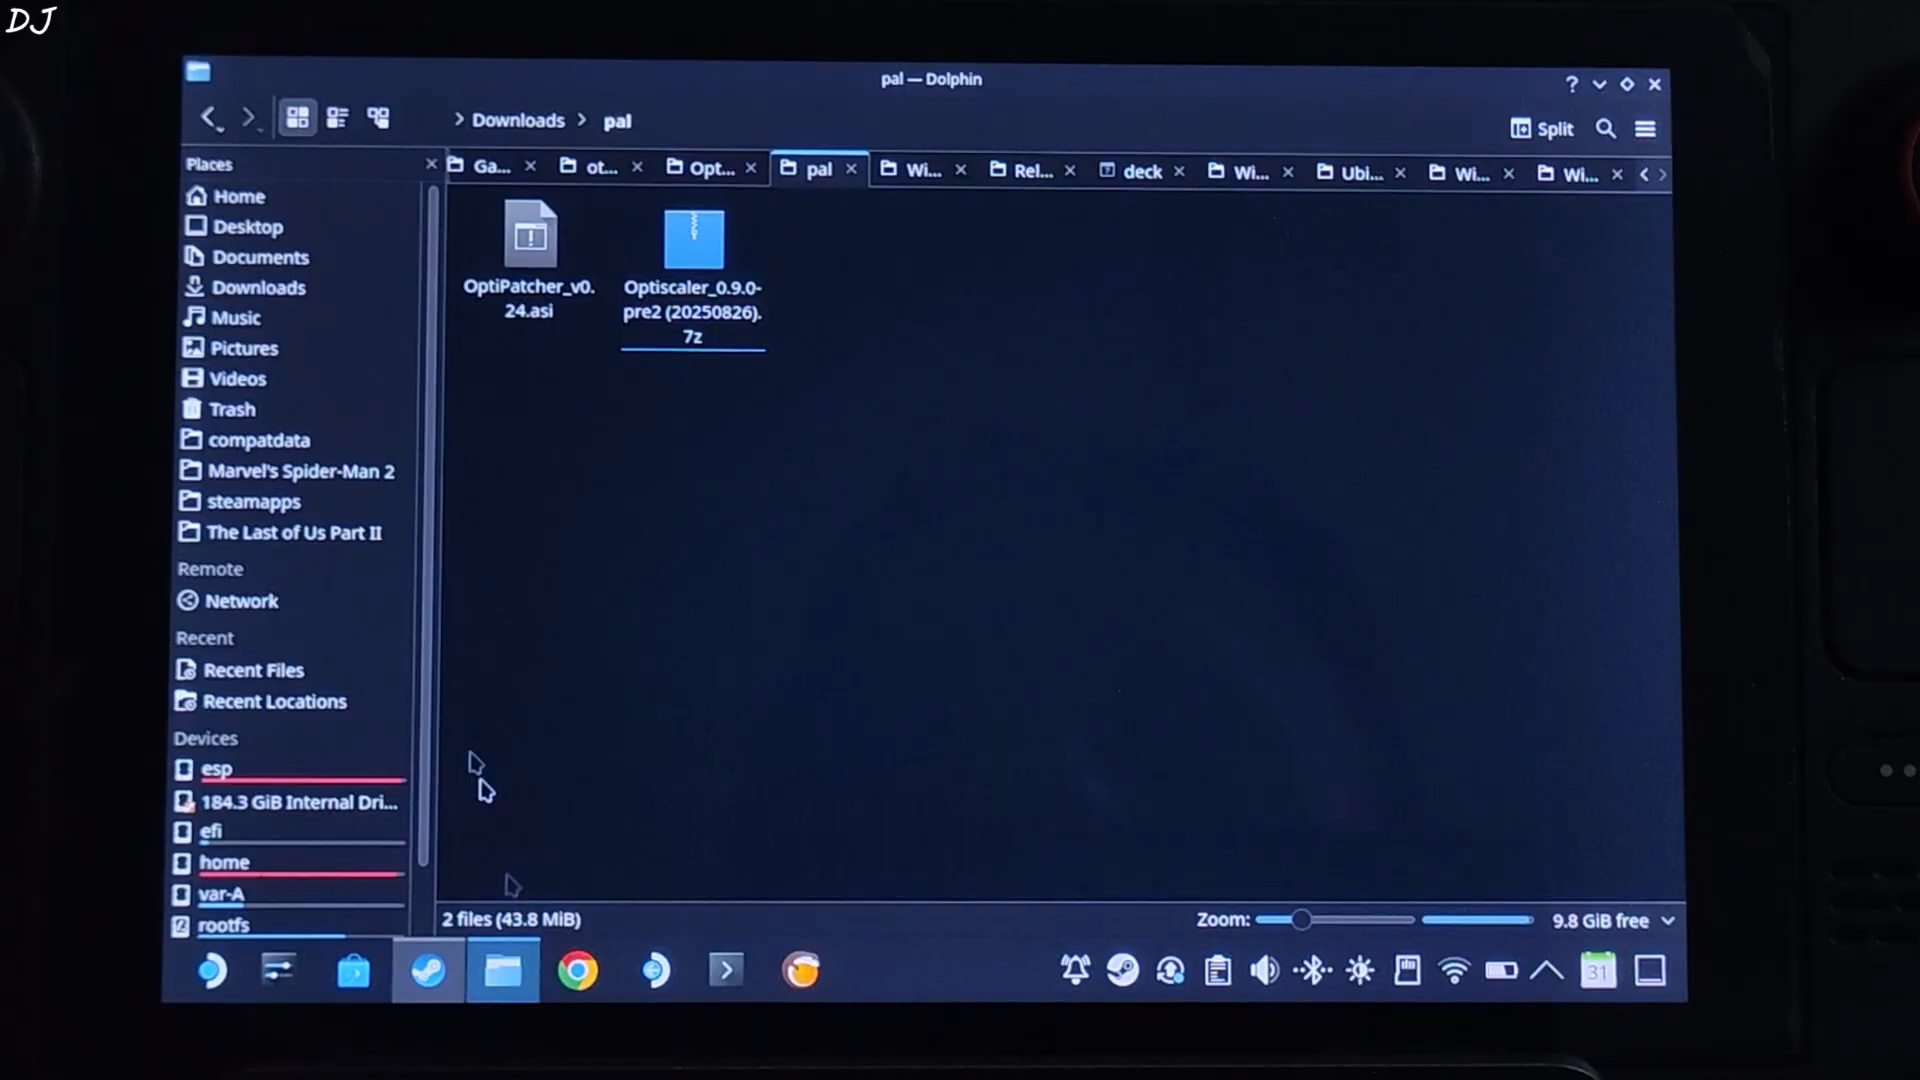 DJ
pal — Dolphin
Downloads
pal
Split
Places
Ga...
ot...
Opt...
pal
Wi...
Rel...
deck
Wi...
Ubi...
Wi...
Wi...
Home
Desktop
Documents
Downloads
Music
Pictures
Videos
Trash
compatdata
Marvel's Spider-Man 2
steamapps
The Last of Us Part II
Remote
Network
Recent
Recent Files
Recent Locations
Devices
esp
184.3 GiB Internal Dri...
efi
home
var-A
rootfs
OptiPatcher_v0.
24.asi
Optiscaler_0.9.0-
pre2 (20250826).
7z
2 files (43.8 MiB)
Zoom:
9.8 GiB free
31